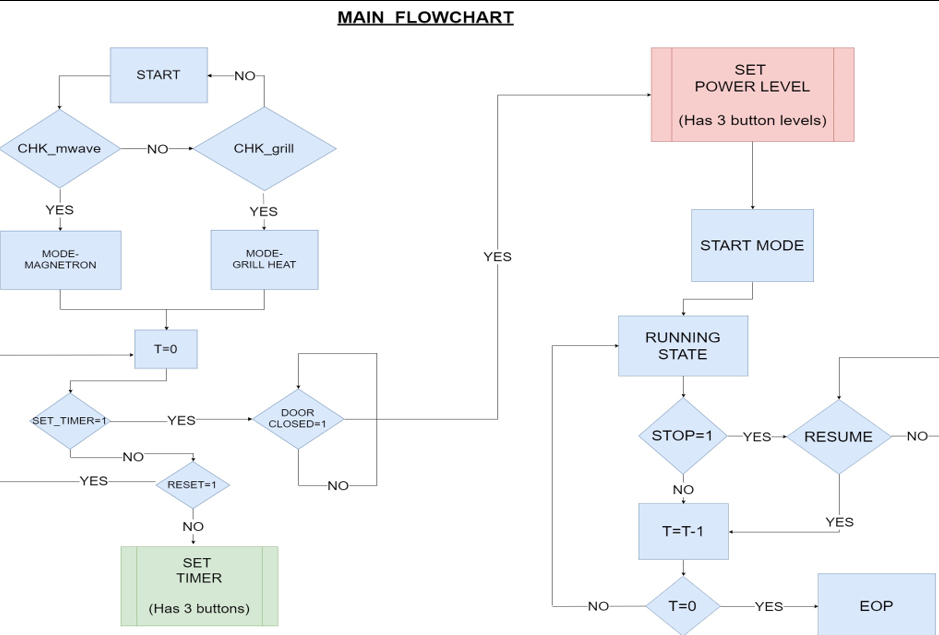 MAIN FLOWCHART
START
NO
CHK_mwave
NO
CHK_grill
YES
YES
MODE-
MAGNETRON
MODE-
GRILL HEAT
T=0
SET_TIMER=1
YES
DOOR
CLOSED=1
NO
NO
YES
RESET=1
NO
SET
TIMER
(Has 3 buttons)
YES
SET
POWER LEVEL
(Has 3 button levels)
START MODE
RUNNING
STATE
STOP=1
YES
RESUME
NO
NO
YES
T=T-1
T=0
NO
YES
EOP